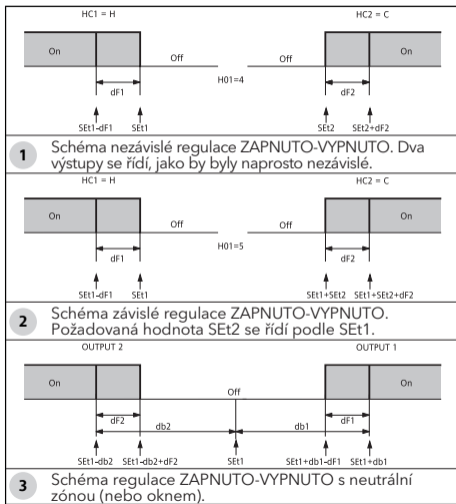 HC1 = H HC2 = C
On Off Off On
H01=4
dF1 dF2
SEt1-dF1 SEt1 SEt2 SEt2+dF2
1 Schéma nezávislé regulace ZAPNUTO-VYPNUTO. Dva
výstupy se řídí, jako by byly naprosto nezávislé.
HC1 = H HC2 = C
On Off Off On
H01=5
dF1 dF2
SEt1-dF1 SEt1 SEt1+SEt2 SEt1+SEt2+dF2
2 Schéma závislé regulace ZAPNUTO-VYPNUTO.
Požadovaná hodnota SEt2 se řídí podle SEt1.
OUTPUT 2 OUTPUT 1
On Off On
dF2 dF1
db2 db1
SEt1-db2 SEt1-db2+dF2 SEt1 SEt1+db1-dF1 SEt1+db1
3 Schéma regulace ZAPNUTO-VYPNUTO s neutrální
zónou (nebo oknem).